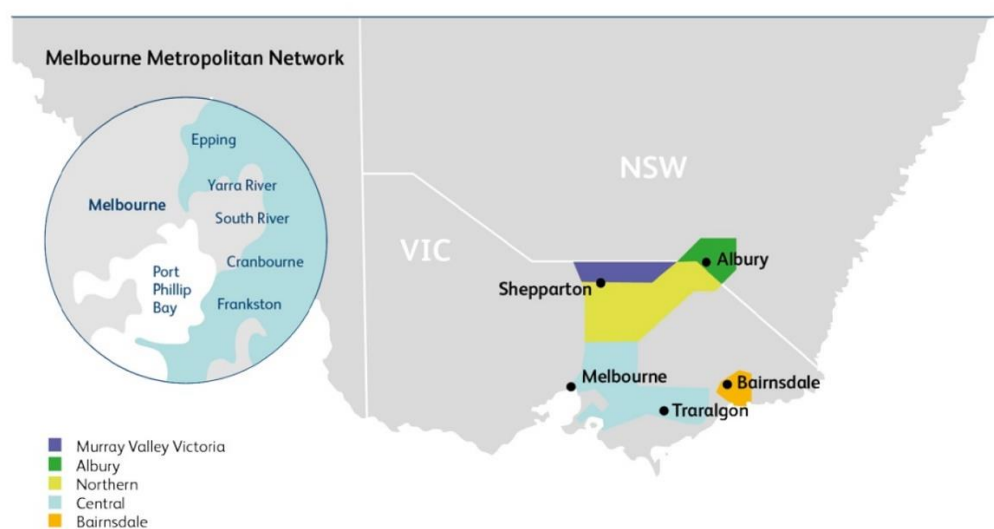 Melbourne Metropolitan Network
Epping
Yarra River
Melbourne
South River
Cranbourne
Port
Phillip
Bay
Frankston
NSW
VIC
Albury
Shepparton
Melbourne
Bairnsdale
Traralgon
Murray Valley Victoria
Albury
Northern
Central
Bairnsdale